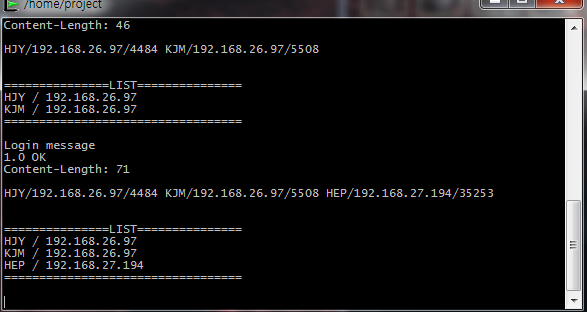 /home/project
Content-Length: 46
HJY/192.168.26.97/4484 KJM/192.168.26.97/5508
===============LIST===============
HJY / 192.168.26.97
KJM / 192.168.26.97
==================================
Login message
1.0 OK
Content-Length: 71
HJY/192.168.26.97/4484 KJM/192.168.26.97/5508 HEP/192.168.27.194/35253
===============LIST===============
HJY / 192.168.26.97
KJM / 192.168.26.97
HEP / 192.168.27.194
==================================